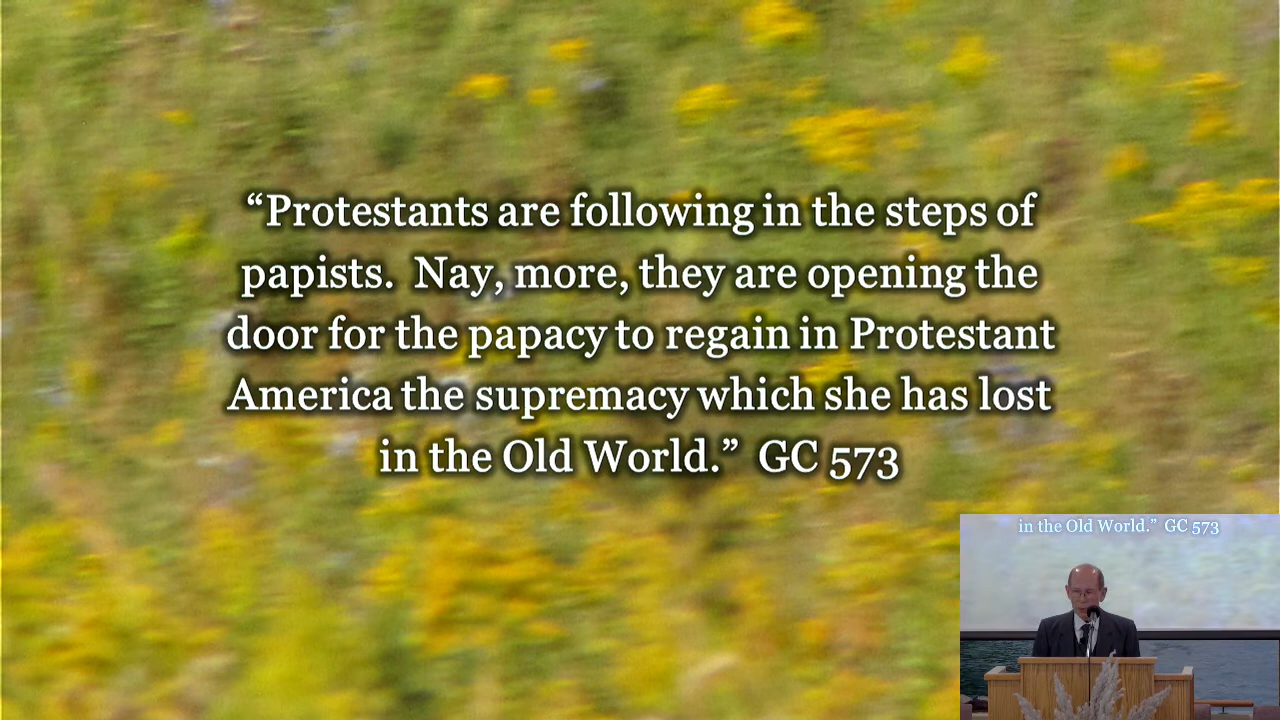 “Protestants are following in the steps of
papists.  Nay, more, they are opening the
door for the papacy to regain in Protestant
America the supremacy which she has lost
in the Old World.”  GC 573
in the Old World.”  GC 573